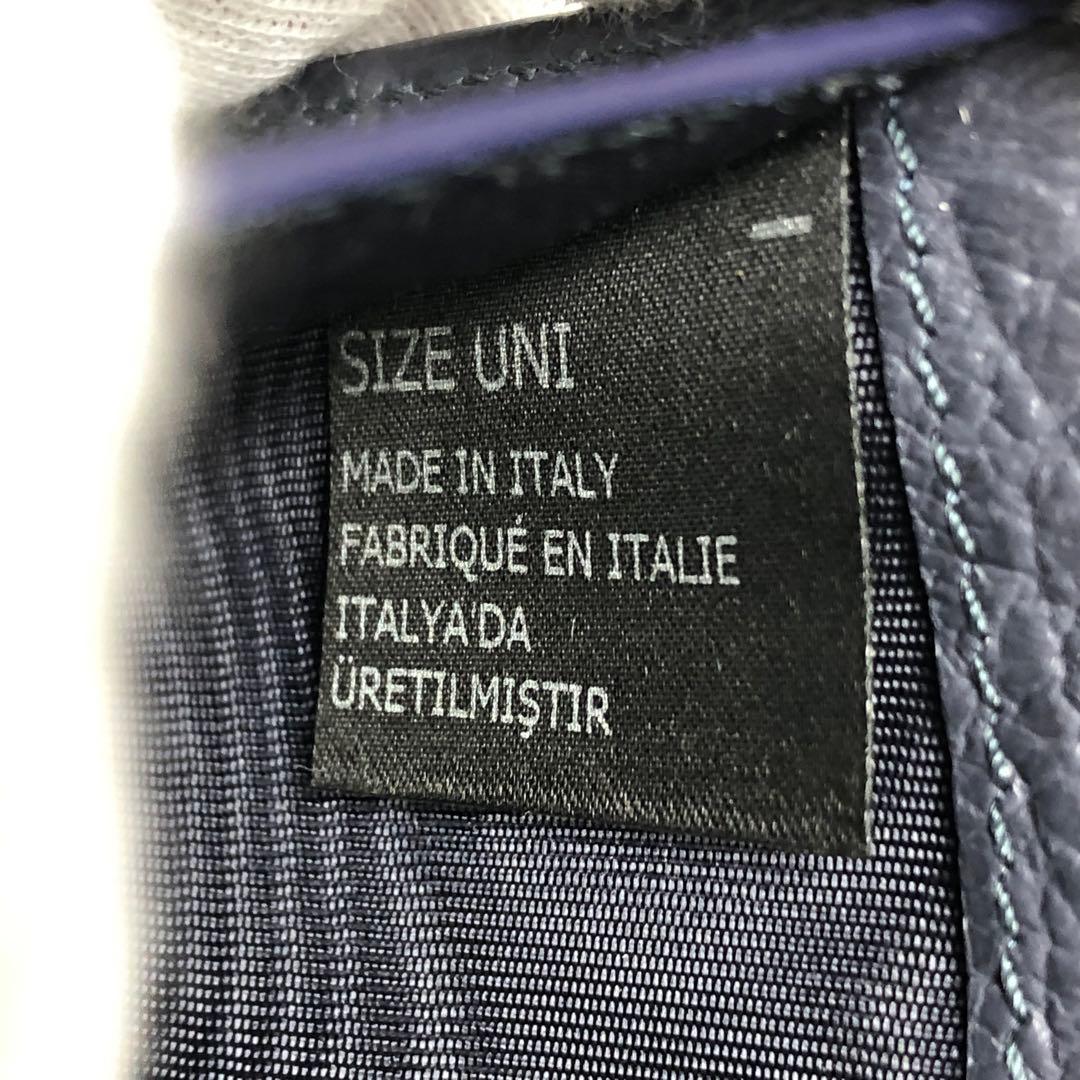 SIZE UNI
MADE IN ITALY
FABRIQUÉ EN ITALIE
ITALYA'DA
ÜRETILMIŞTIR